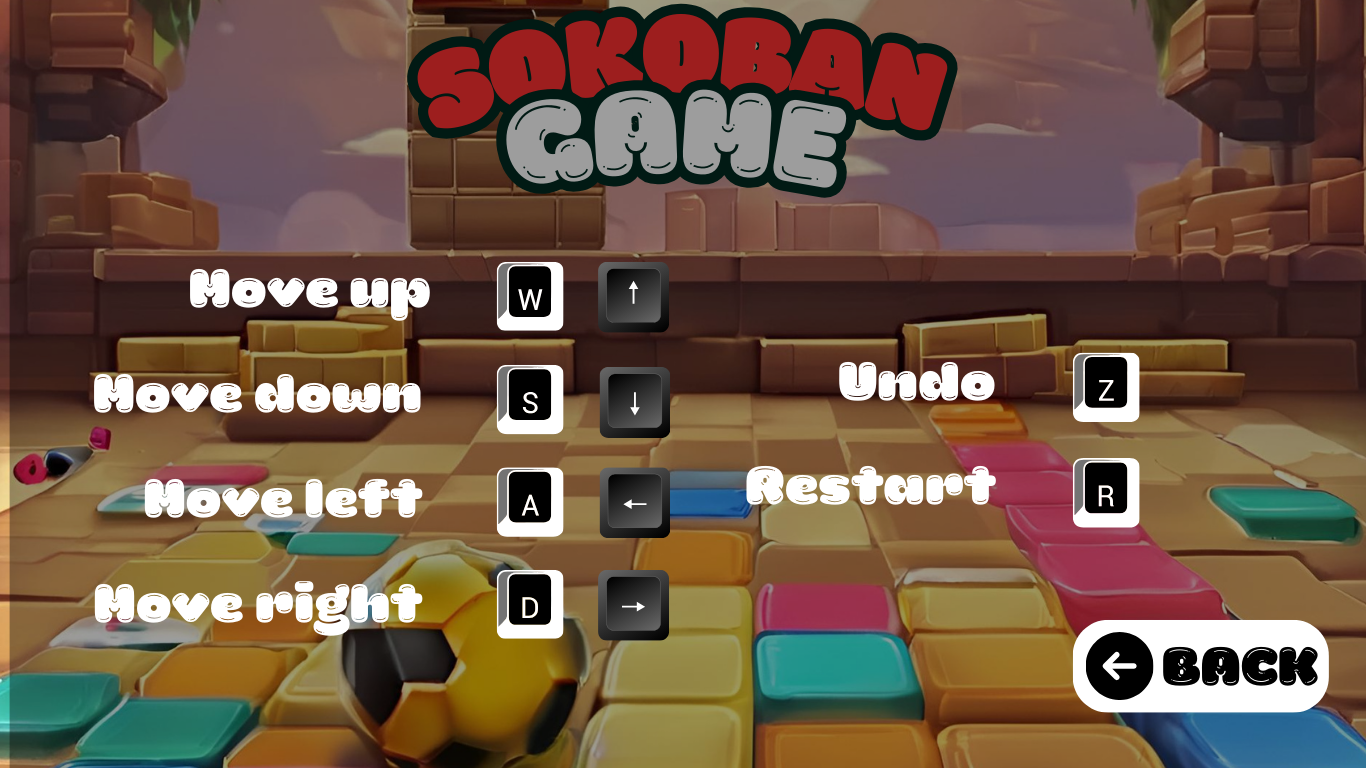 SOKOBAN
GAME
Move up W ↑
Move down S ↓
Move left A ←
Move right D →
Undo Z
Restart R
← BACK